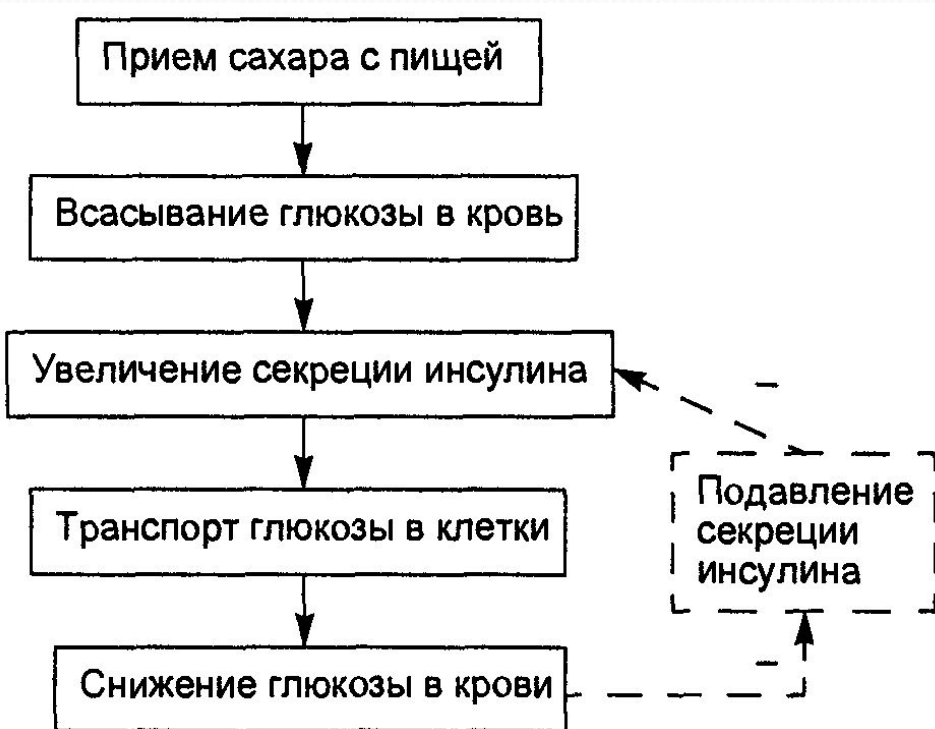 Прием сахара с пищей
Всасывание глюкозы в кровь
Увеличение секреции инсулина
–
Подавление
секреции
инсулина
Транспорт глюкозы в клетки
–
Снижение глюкозы в крови